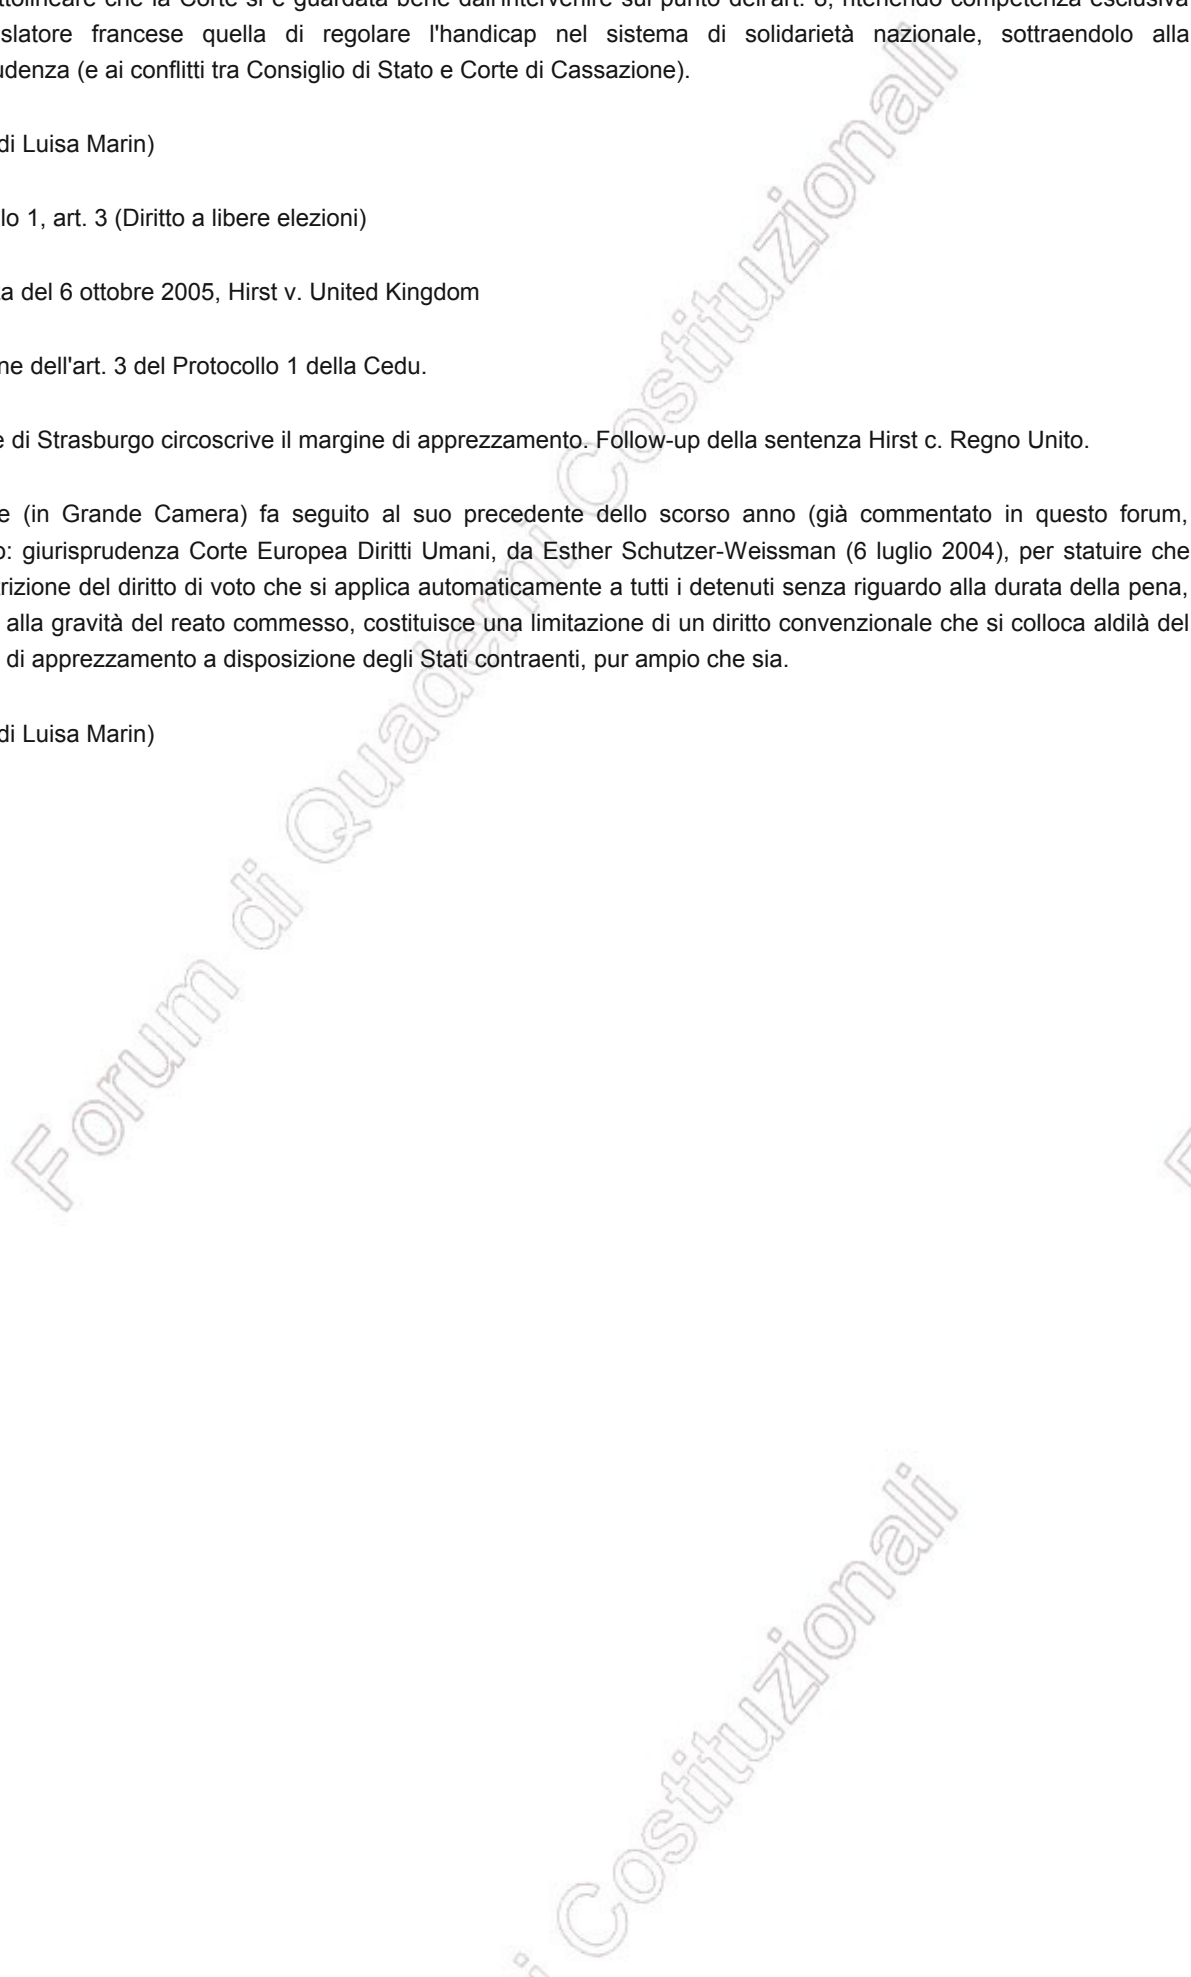 ttolineare che la Corte si è guardata bene dall'intervenire sul punto dell'art. 8, ritenendo competenza esclusiva
slatore francese quella di regolare l'handicap nel sistema di solidarietà nazionale, sottraendolo alla
udenza (e ai conflitti tra Consiglio di Stato e Corte di Cassazione).
di Luisa Marin)
lo 1, art. 3 (Diritto a libere elezioni)
a del 6 ottobre 2005, Hirst v. United Kingdom
ne dell'art. 3 del Protocollo 1 della Cedu.
e di Strasburgo circoscrive il margine di apprezzamento. Follow-up della sentenza Hirst c. Regno Unito.
e (in Grande Camera) fa seguito al suo precedente dello scorso anno (già commentato in questo forum,
o: giurisprudenza Corte Europea Diritti Umani, da Esther Schutzer-Weissman (6 luglio 2004), per statuire che
trizione del diritto di voto che si applica automaticamente a tutti i detenuti senza riguardo alla durata della pena,
alla gravità del reato commesso, costituisce una limitazione di un diritto convenzionale che si colloca aldilà del
di apprezzamento a disposizione degli Stati contraenti, pur ampio che sia.
di Luisa Marin)
Forum di Quaderni Costituzionali
i Costituzionali